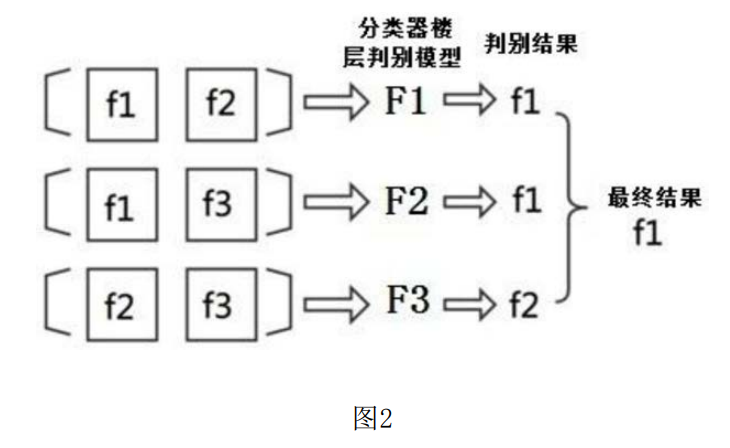 分类器楼
层判别模型 判别结果
f1 f2 F1 f1
f1 f3 F2 f1
最终结果
f1
f2 f3 F3 f2
图2